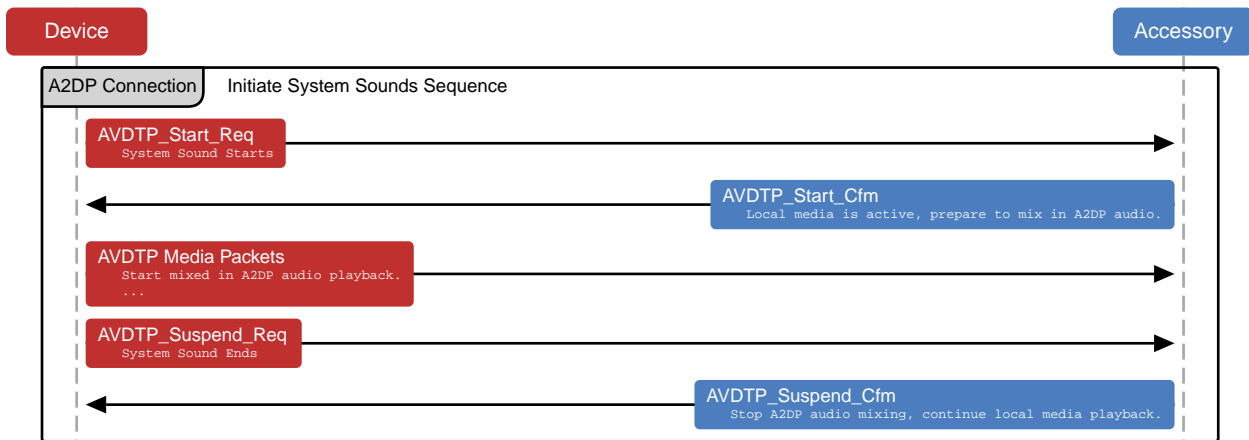 Device
Accessory
A2DP Connection
Initiate System Sounds Sequence
AVDTP_Start_Req
System Sound Starts
AVDTP_Start_Cfm
Local media is active, prepare to mix in A2DP audio.
AVDTP Media Packets
Start mixed in A2DP audio playback.
...
AVDTP_Suspend_Req
System Sound Ends
AVDTP_Suspend_Cfm
Stop A2DP audio mixing, continue local media playback.